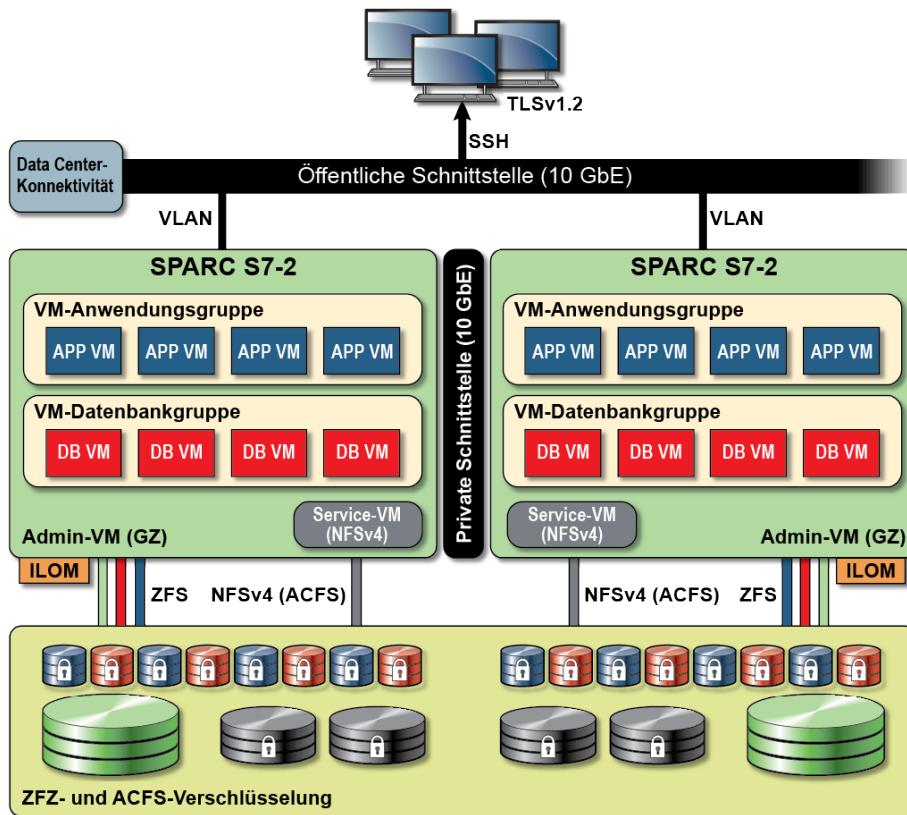 TLSv1.2
SSH
Data Center-
Konnektivität
Öffentliche Schnittstelle (10 GbE)
VLAN
VLAN
SPARC S7-2
VM-Anwendungsgruppe
APP VM
APP VM
APP VM
APP VM
VM-Datenbankgruppe
DB VM
DB VM
DB VM
DB VM
Service-VM
(NFSv4)
Admin-VM (GZ)
ILOM
Private Schnittstelle (10 GbE)
SPARC S7-2
VM-Anwendungsgruppe
APP VM
APP VM
APP VM
APP VM
VM-Datenbankgruppe
DB VM
DB VM
DB VM
DB VM
Service-VM
(NFSv4)
Admin-VM (GZ)
ILOM
ZFS
NFSv4 (ACFS)
NFSv4 (ACFS)
ZFS
ZFZ- und ACFS-Verschlüsselung